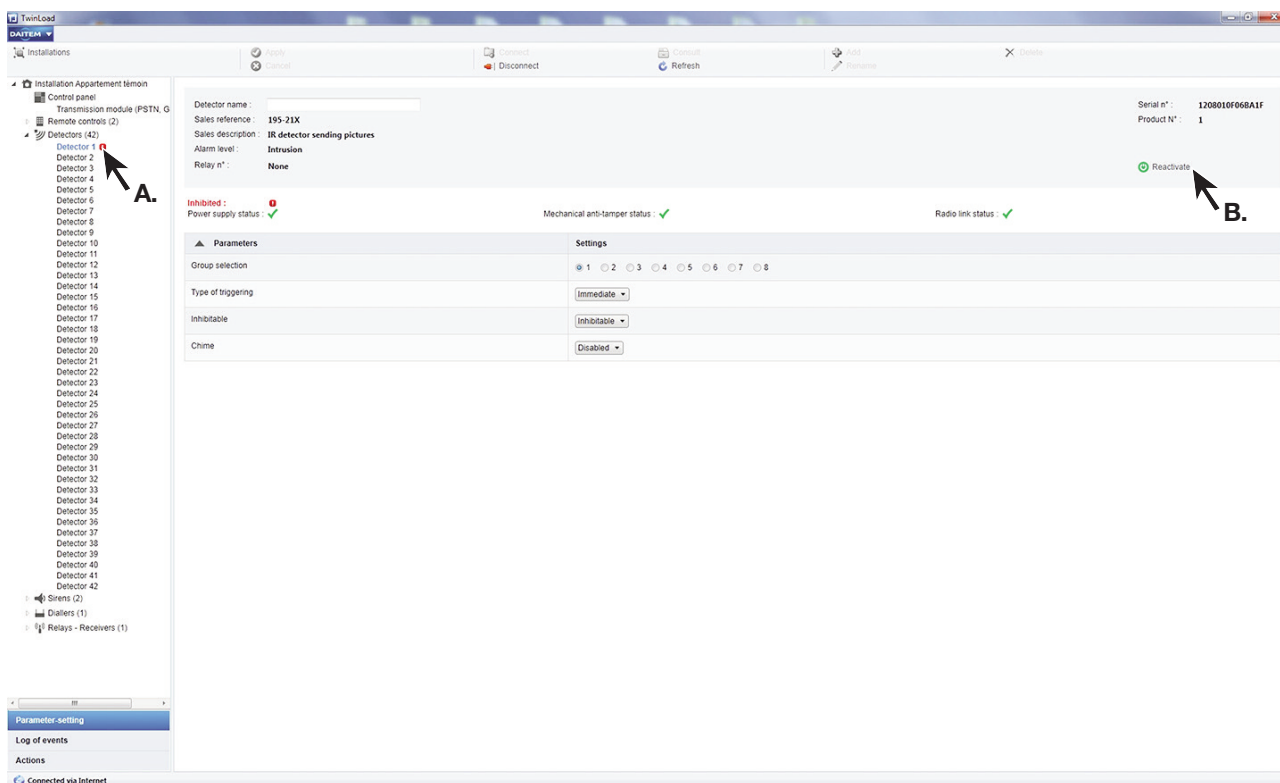 TwinLoad
DAITEM
Installations
Apply
Cancel
Connect
Disconnect
Consult
Refresh
Add
Rename
Delete
Installation Appartement témoin
Control panel
Transmission module (PSTN, G
Remote controls (2)
Detectors (42)
Detector 1
Detector 2
Detector 3
Detector 4
Detector 5
Detector 6
Detector 7
Detector 8
Detector 9
Detector 10
Detector 11
Detector 12
Detector 13
Detector 14
Detector 15
Detector 16
Detector 17
Detector 18
Detector 19
Detector 20
Detector 21
Detector 22
Detector 23
Detector 24
Detector 25
Detector 26
Detector 27
Detector 28
Detector 29
Detector 30
Detector 31
Detector 32
Detector 33
Detector 34
Detector 35
Detector 36
Detector 37
Detector 38
Detector 39
Detector 40
Detector 41
Detector 42
Sirens (2)
Diallers (1)
Relays - Receivers (1)
A.
Parameter-setting
Log of events
Actions
Connected via Internet
Detector name :
Sales reference : 195-21X
Sales description : IR detector sending pictures
Alarm level : Intrusion
Relay n° : None
Serial n° : 1208010F06BA1F
Product N° : 1
Reactivate
B.
Inhibited :
Power supply status :
Mechanical anti-tamper status :
Radio link status :
Parameters Settings
Group selection 1 2 3 4 5 6 7 8
Type of triggering Immediate
Inhibitable Inhibitable
Chime Disabled